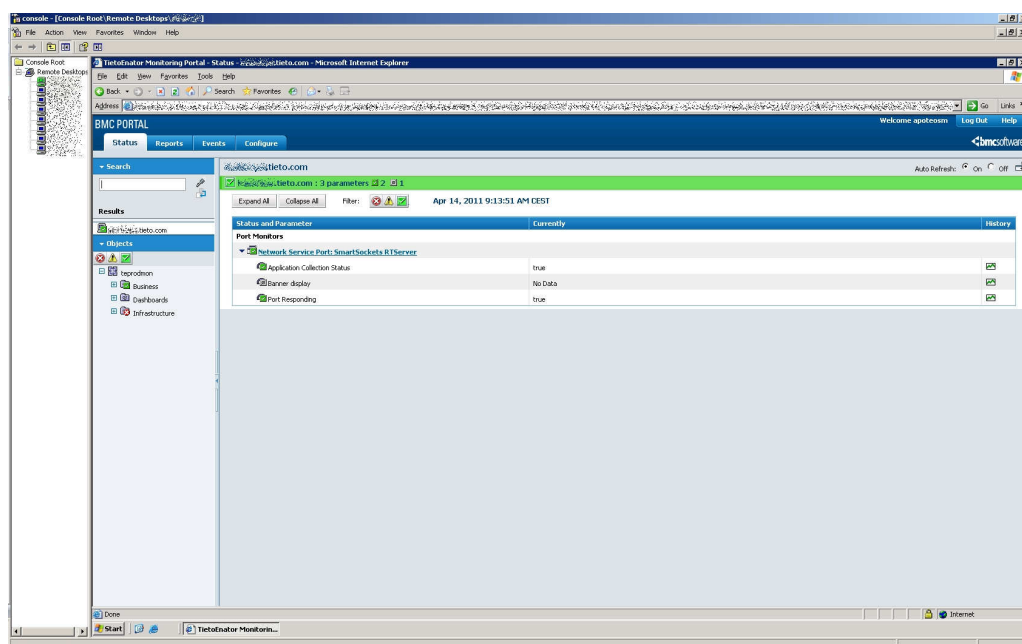 console - [Console Root\Remote Desktops\
File Action View Favorites Window Help
Console Root
Remote Desktops
TietoEnator Monitoring Portal - Status - tieto.com - Microsoft Internet Explorer
File Edit View Favorites Tools Help
Back Search Favorites
Address Go Links
BMC PORTAL
Welcome apoteosm Log Out Help
Status Reports Events Configure
bmcsoftware
Search
tieto.com
Auto Refresh: On Off
.tieto.com : 3 parameters 2 1
Expand All Collapse All Filter: Apr 14, 2011 9:13:51 AM CEST
Results
Status and Parameter Currently History
tieto.com
Port Monitors
Objects
Network Service Port: SmartSockets RTServer
Application Collection Status true
teprodmon
Banner display No Data
Business
Port Responding true
Dashboards
Infrastructure
Done Internet
Start TietoEnator Monitorin...